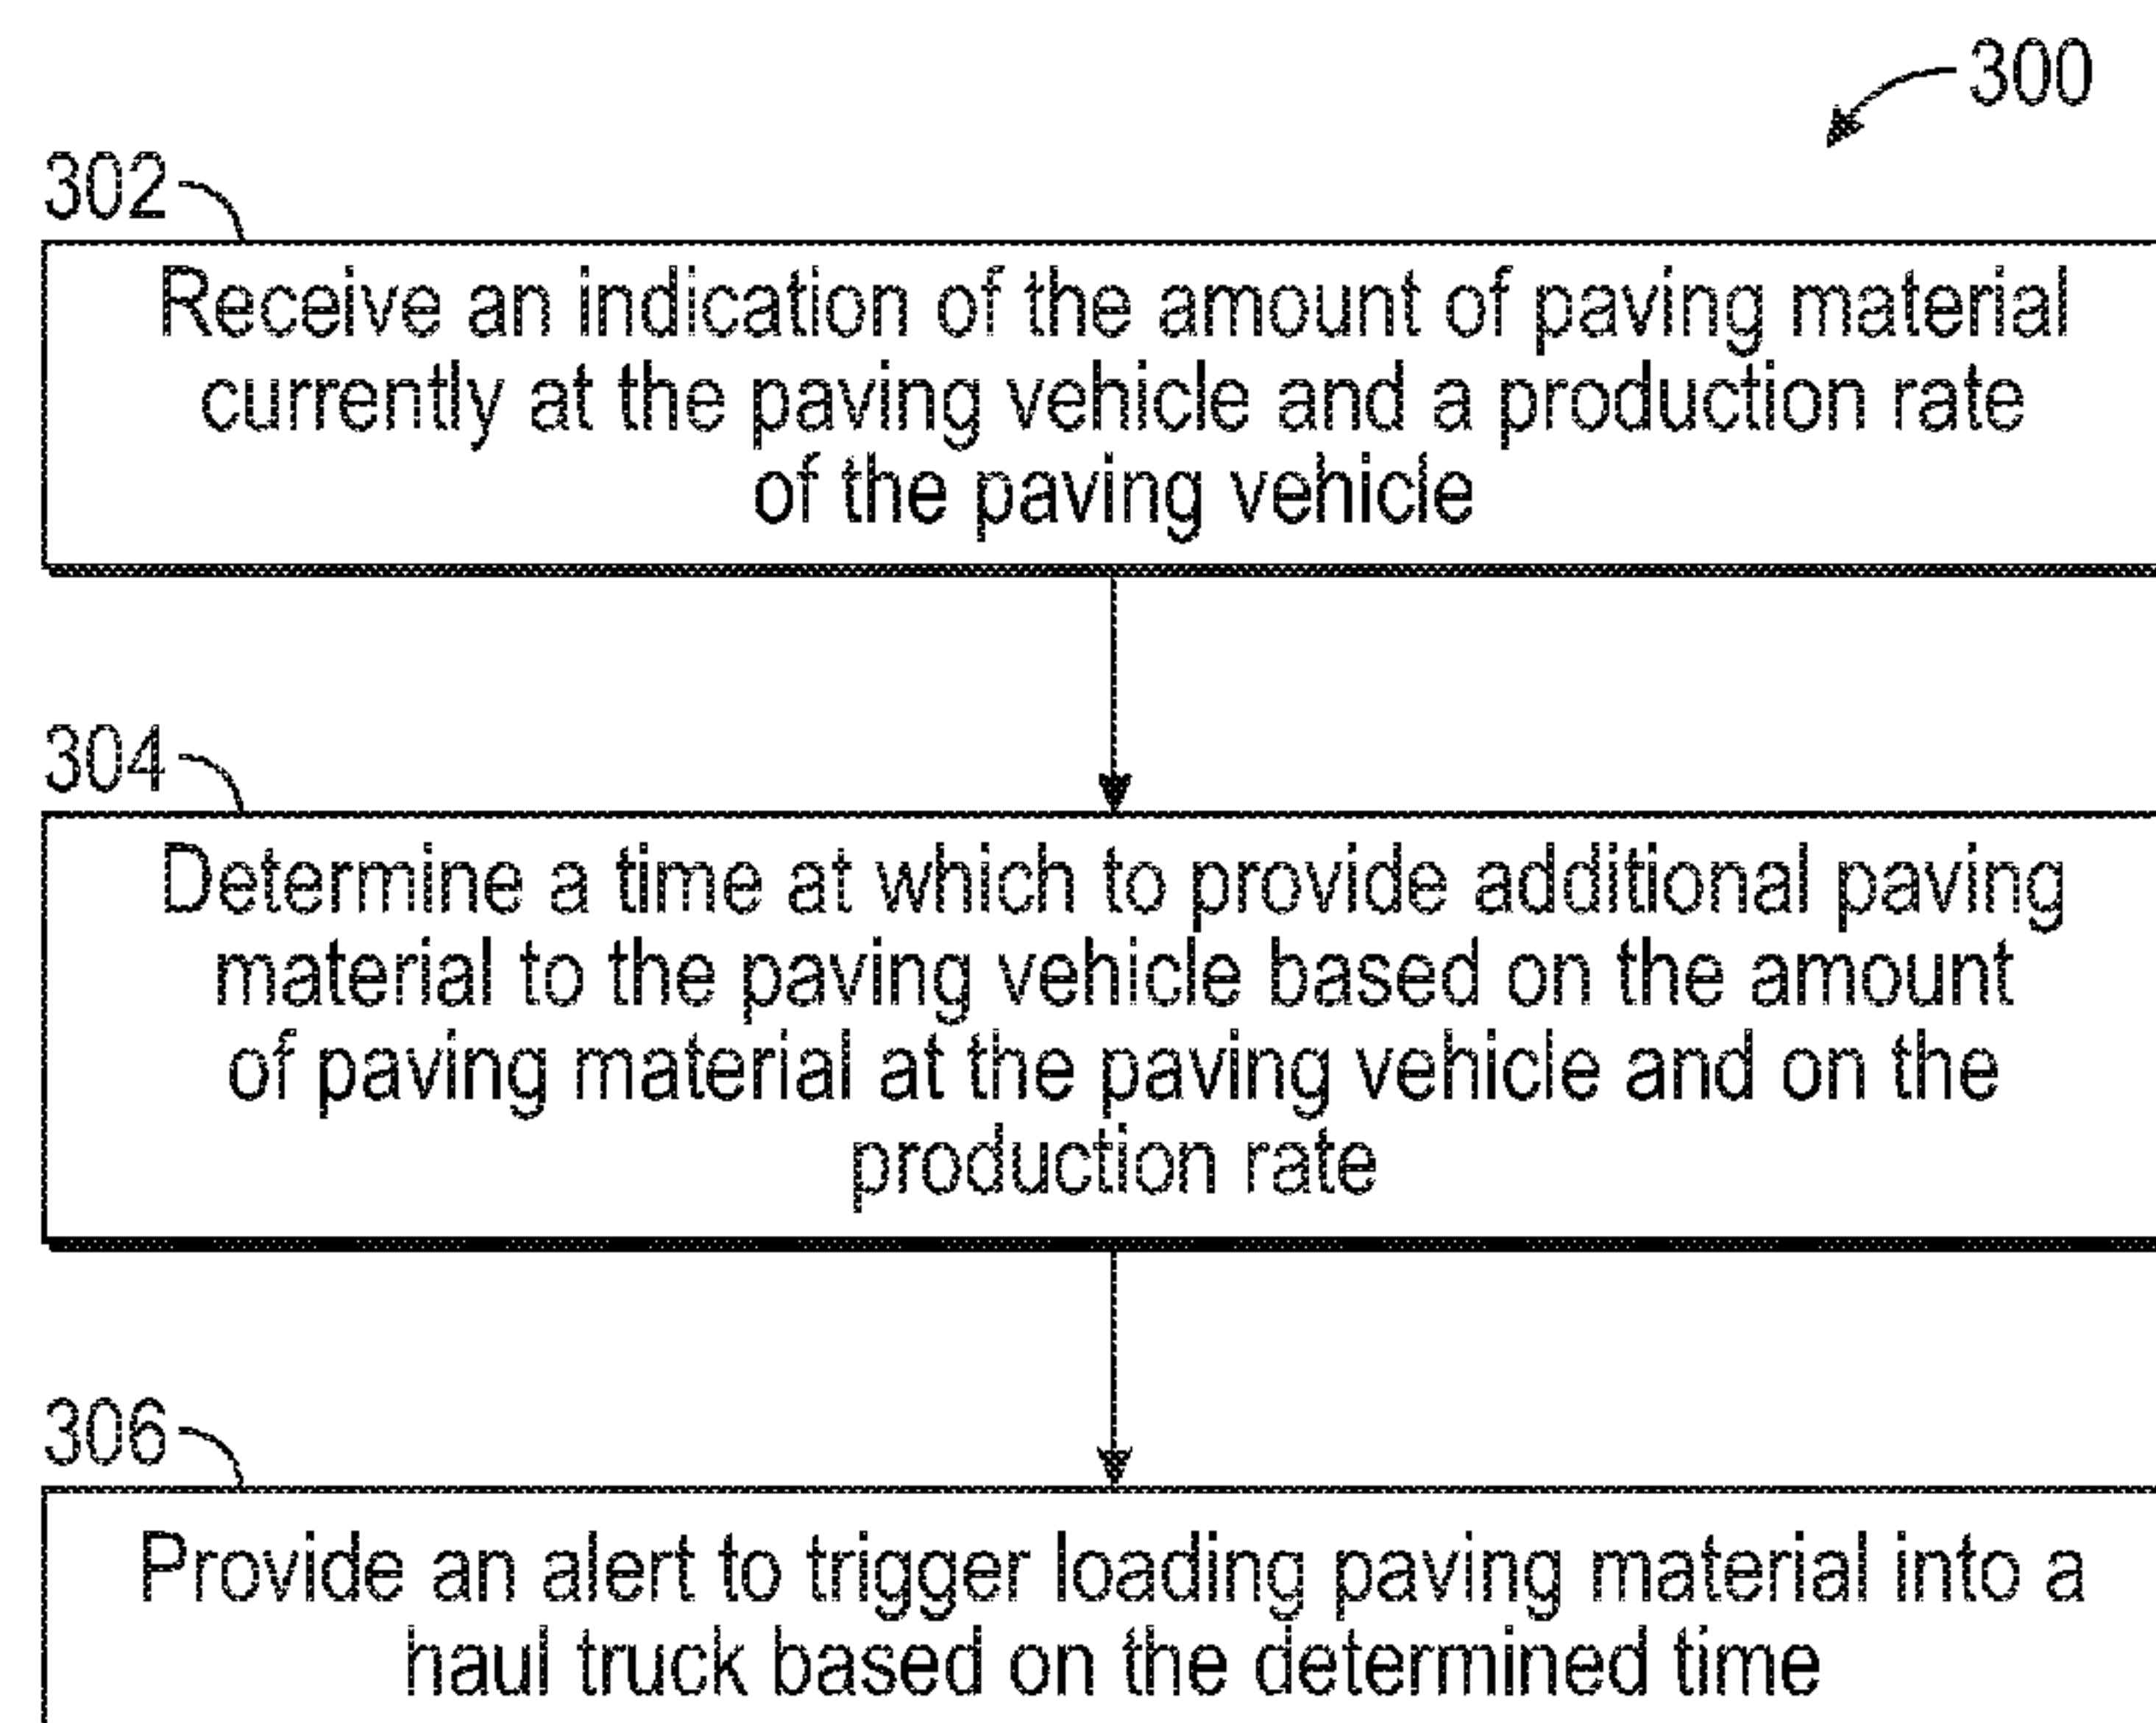 300
302
Receive an indication of the amount of paving material
currently at the paving vehicle and a production rate
of the paving vehicle
304
Determine a time at which to provide additional paving
material to the paving vehicle based on the amount
of paving material at the paving vehicle and on the
production rate
306
Provide an alert to trigger loading paving material into a
haul truck based on the determined time